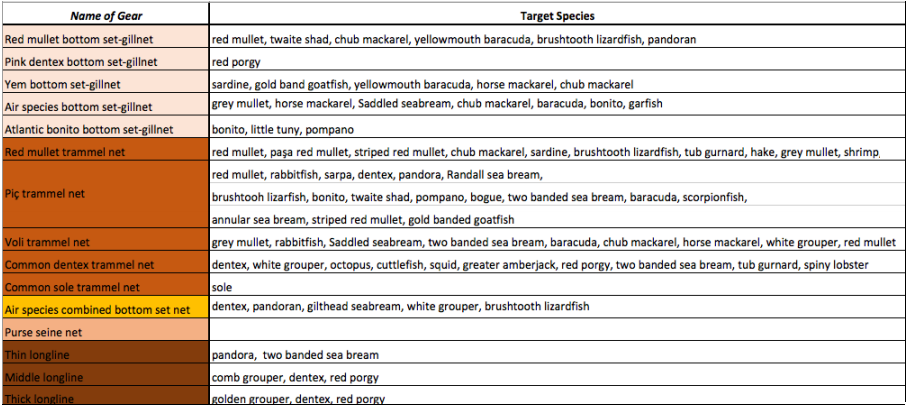 Name of Gear Target Species
Red mullet bottom set-gillnet red mullet, twaite shad, chub mackarel, yellowmouth baracuda, brushtooth lizardfish, pandoran
Pink dentex bottom set-gillnet red porgy
Yem bottom set-gillnet sardine, gold band goatfish, yellowmouth baracuda, horse mackarel, chub mackarel
Air species bottom set-gillnet grey mullet, horse mackarel, Saddled seabream, chub mackarel, baracuda, bonito, garfish
Atlantic bonito bottom set-gillnet bonito, little tuny, pompano
Red mullet trammel net red mullet, paşa red mullet, striped red mullet, chub mackarel, sardine, brushtooth lizardfish, tub gurnard, hake, grey mullet, shrimp,
red mullet, rabbitfish, sarpa, dentex, pandora, Randall sea bream,
Piç trammel net brushtooh lizarfish, bonito, twaite shad, pompano, bogue, two banded sea bream, baracuda, scorpionfish,
annular sea bream, striped red mullet, gold banded goatfish
Voli trammel net grey mullet, rabbitfish, Saddled seabream, two banded sea bream, baracuda, chub mackarel, horse mackarel, white grouper, red mullet
Common dentex trammel net dentex, white grouper, octopus, cuttlefish, squid, greater amberjack, red porgy, two banded sea bream, tub gurnard, spiny lobster
Common sole trammel net sole
Air species combined bottom set net dentex, pandoran, gilthead seabream, white grouper, brushtooth lizardfish
Purse seine net
Thin longline pandora, two banded sea bream
Middle longline comb grouper, dentex, red porgy
Thick longline golden grouper, dentex, red porgy